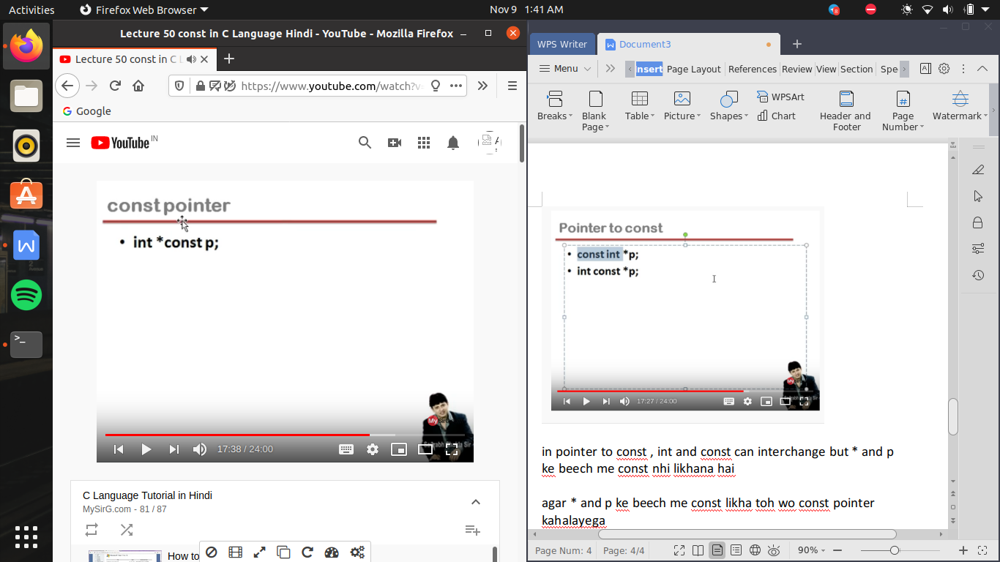 Activities
Firefox Web Browser
Nov 9 1:41 AM
8
Lecture 50 const in C Language Hindi - YouTube - Mozilla Firefox
Lecture 50 const in C L
https://www.youtube.com/watch?v=
Google
YouTube IN
const pointer
• int *const p;
My
17:38 / 24:00
C Language Tutorial in Hindi
MySirG.com - 81 / 87
How to
WPS Writer
Document3
Menu
Insert
Page Layout
References
Review
View
Section
Spe
Breaks
Blank Page
Table
Picture
Shapes
WPSArt
Chart
Header and Footer
Page Number
Watermark
Pointer to const
• const int *p;
• int const *p;
My
17:27 / 24:00
in pointer to const , int and const can interchange but * and p
ke beech me const nhi likhana hai
agar * and p ke beech me const likha toh wo const pointer
kahalayega
Page Num: 4
Page: 4/4
90%